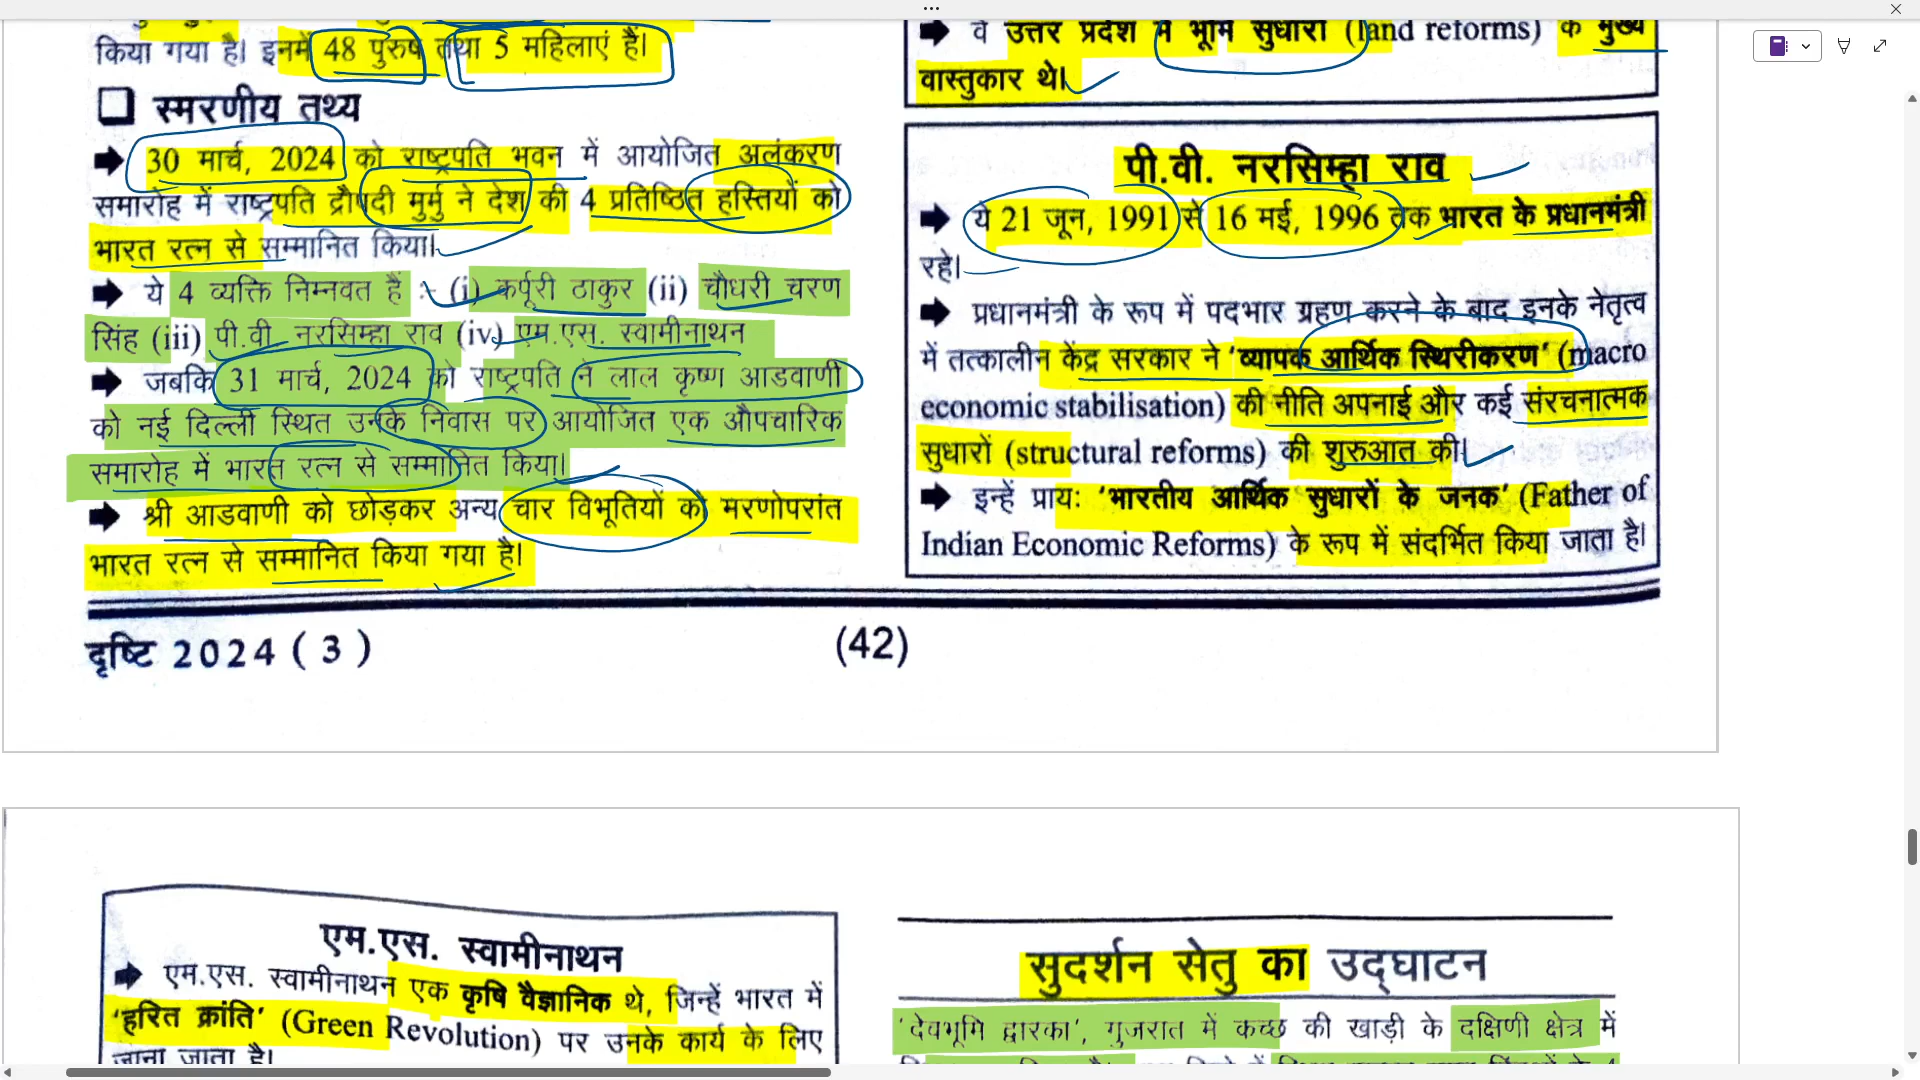 किया गया है। इनमें 48 पुरुष तथा 5 महिलाएं हैं।
स्मरणीय तथ्य
30 मार्च, 2024 को राष्ट्रपति भवन में आयोजित अलंकरण
समारोह में राष्ट्रपति द्रौपदी मुर्मु ने देश की 4 प्रतिष्ठित हस्तियों को
भारत रत्न से सम्मानित किया।
ये 4 व्यक्ति निम्नवत हैं :- (i) कर्पूरी ठाकुर (ii) चौधरी चरण
सिंह (iii) पी.वी. नरसिम्हा राव (iv) एम.एस. स्वामीनाथन
जबकि 31 मार्च, 2024 को राष्ट्रपति ने लाल कृष्ण आडवाणी
को नई दिल्ली स्थित उनके निवास पर आयोजित एक औपचारिक
समारोह में भारत रत्न से सम्मानित किया।
श्री आडवाणी को छोड़कर अन्य चार विभूतियों को मरणोपरांत
भारत रत्न से सम्मानित किया गया है।
वे उत्तर प्रदेश में भूमि सुधारों (land reforms) के मुख्य
वास्तुकार थे।
पी.वी. नरसिम्हा राव
ये 21 जून, 1991 से 16 मई, 1996 तक भारत के प्रधानमंत्री
रहे।
प्रधानमंत्री के रूप में पदभार ग्रहण करने के बाद इनके नेतृत्व
में तत्कालीन केंद्र सरकार ने ‘व्यापक आर्थिक स्थिरीकरण’ (macro
economic stabilisation) की नीति अपनाई और कई संरचनात्मक
सुधारों (structural reforms) की शुरुआत की।
इन्हें प्राय: ‘भारतीय आर्थिक सुधारों के जनक’ (Father of
Indian Economic Reforms) के रूप में संदर्भित किया जाता है।
दृष्टि 2024 ( 3 )
(42)
एम.एस. स्वामीनाथन
एम.एस. स्वामीनाथन एक कृषि वैज्ञानिक थे, जिन्हें भारत में
‘हरित क्रांति’ (Green Revolution) पर उनके कार्य के लिए
जाना जाता है।
सुदर्शन सेतु का उद्घाटन
‘देवभूमि द्वारका’, गुजरात में कच्छ की खाड़ी के दक्षिणी क्षेत्र में